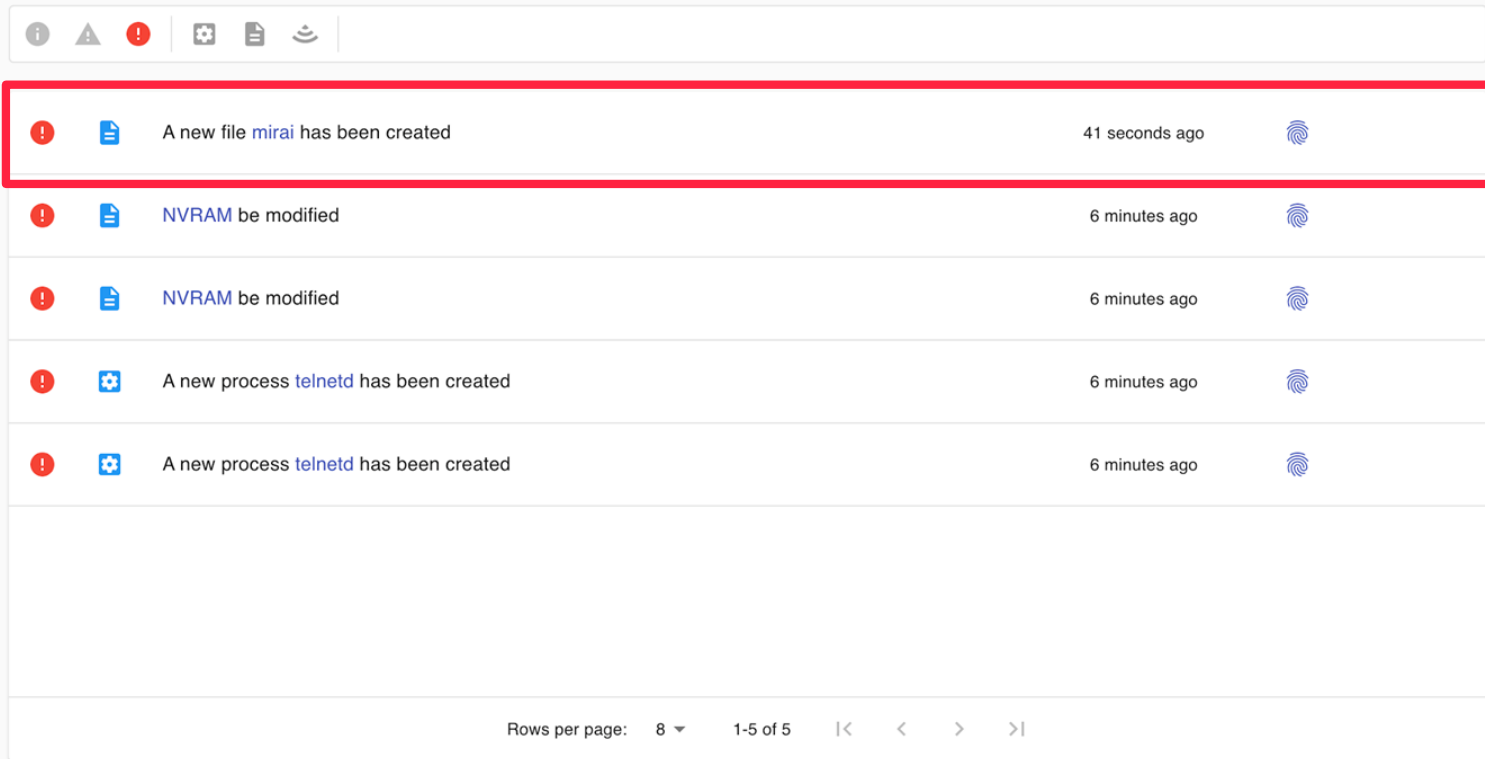 A new file mirai has been created 41 seconds ago
NVRAM be modified 6 minutes ago
NVRAM be modified 6 minutes ago
A new process telnetd has been created 6 minutes ago
A new process telnetd has been created 6 minutes ago
Rows per page: 8 1-5 of 5